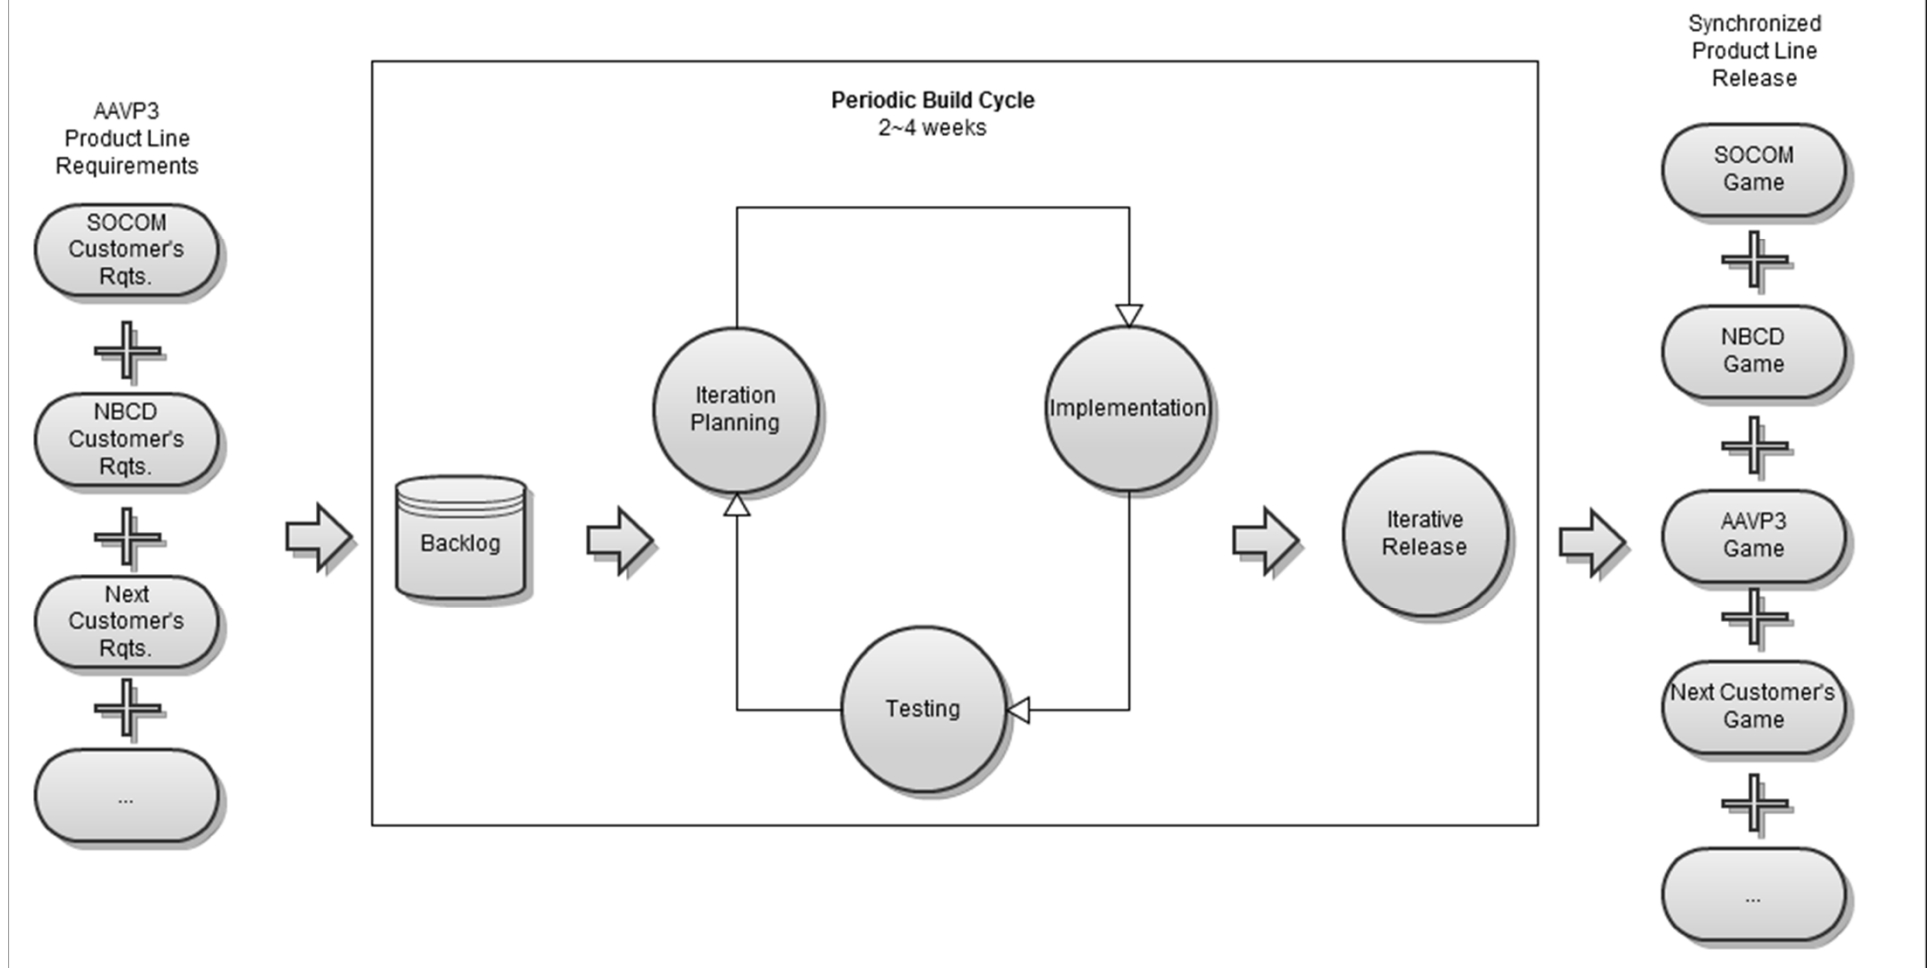 AAVP3
Product Line
Requirements
SOCOM
Customer's
Rqts.
NBCD
Customer's
Rqts.
Next
Customer's
Rqts.
...
Periodic Build Cycle
2~4 weeks
Backlog
Iteration
Planning
Implementation
Testing
Iterative
Release
Synchronized
Product Line
Release
SOCOM
Game
NBCD
Game
AAVP3
Game
Next Customer's
Game
...